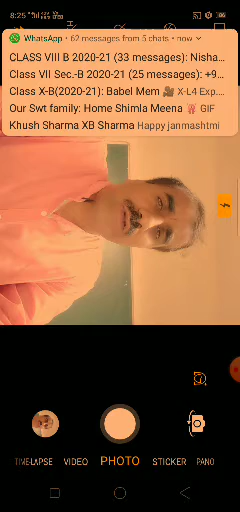 8:25
WhatsApp • 62 messages from 5 chats • now
CLASS VIII B 2020-21 (33 messages): Nisha...
Class VII Sec.-B 2020-21 (25 messages): +9...
Class X-B(2020-21): Babel Mem 🎥 X-L4 Exp....
Our Swt family: Home Shimla Meena GIF
Khush Sharma XB Sharma Happy janmashtmi
TIME-LAPSE VIDEO PHOTO STICKER PANO